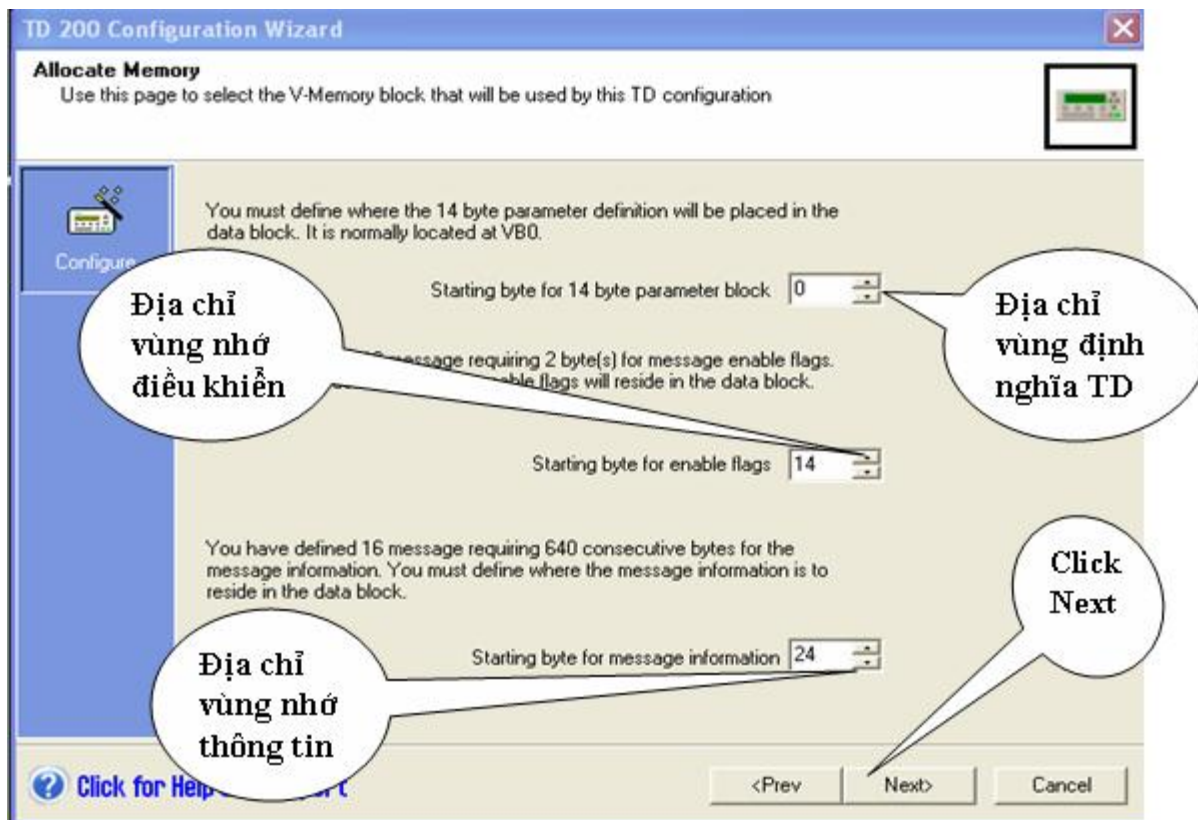 TD 200 Configuration Wizard
Allocate Memory
Use this page to select the V-Memory block that will be used by this TD configuration
Configure
You must define where the 14 byte parameter definition will be placed in the
data block. It is normally located at VB0.
Starting byte for 14 byte parameter block 0
Địa chỉ
vùng nhớ
điều khiển
Địa chỉ
vùng định
nghĩa TD
message requiring 2 byte(s) for message enable flags.
flags will reside in the data block.
Starting byte for enable flags 14
You have defined 16 message requiring 640 consecutive bytes for the
message information. You must define where the message information is to
reside in the data block.
Click
Next
Starting byte for message information 24
Địa chỉ
vùng nhớ
thông tin
Click for Help
<Prev Next> Cancel